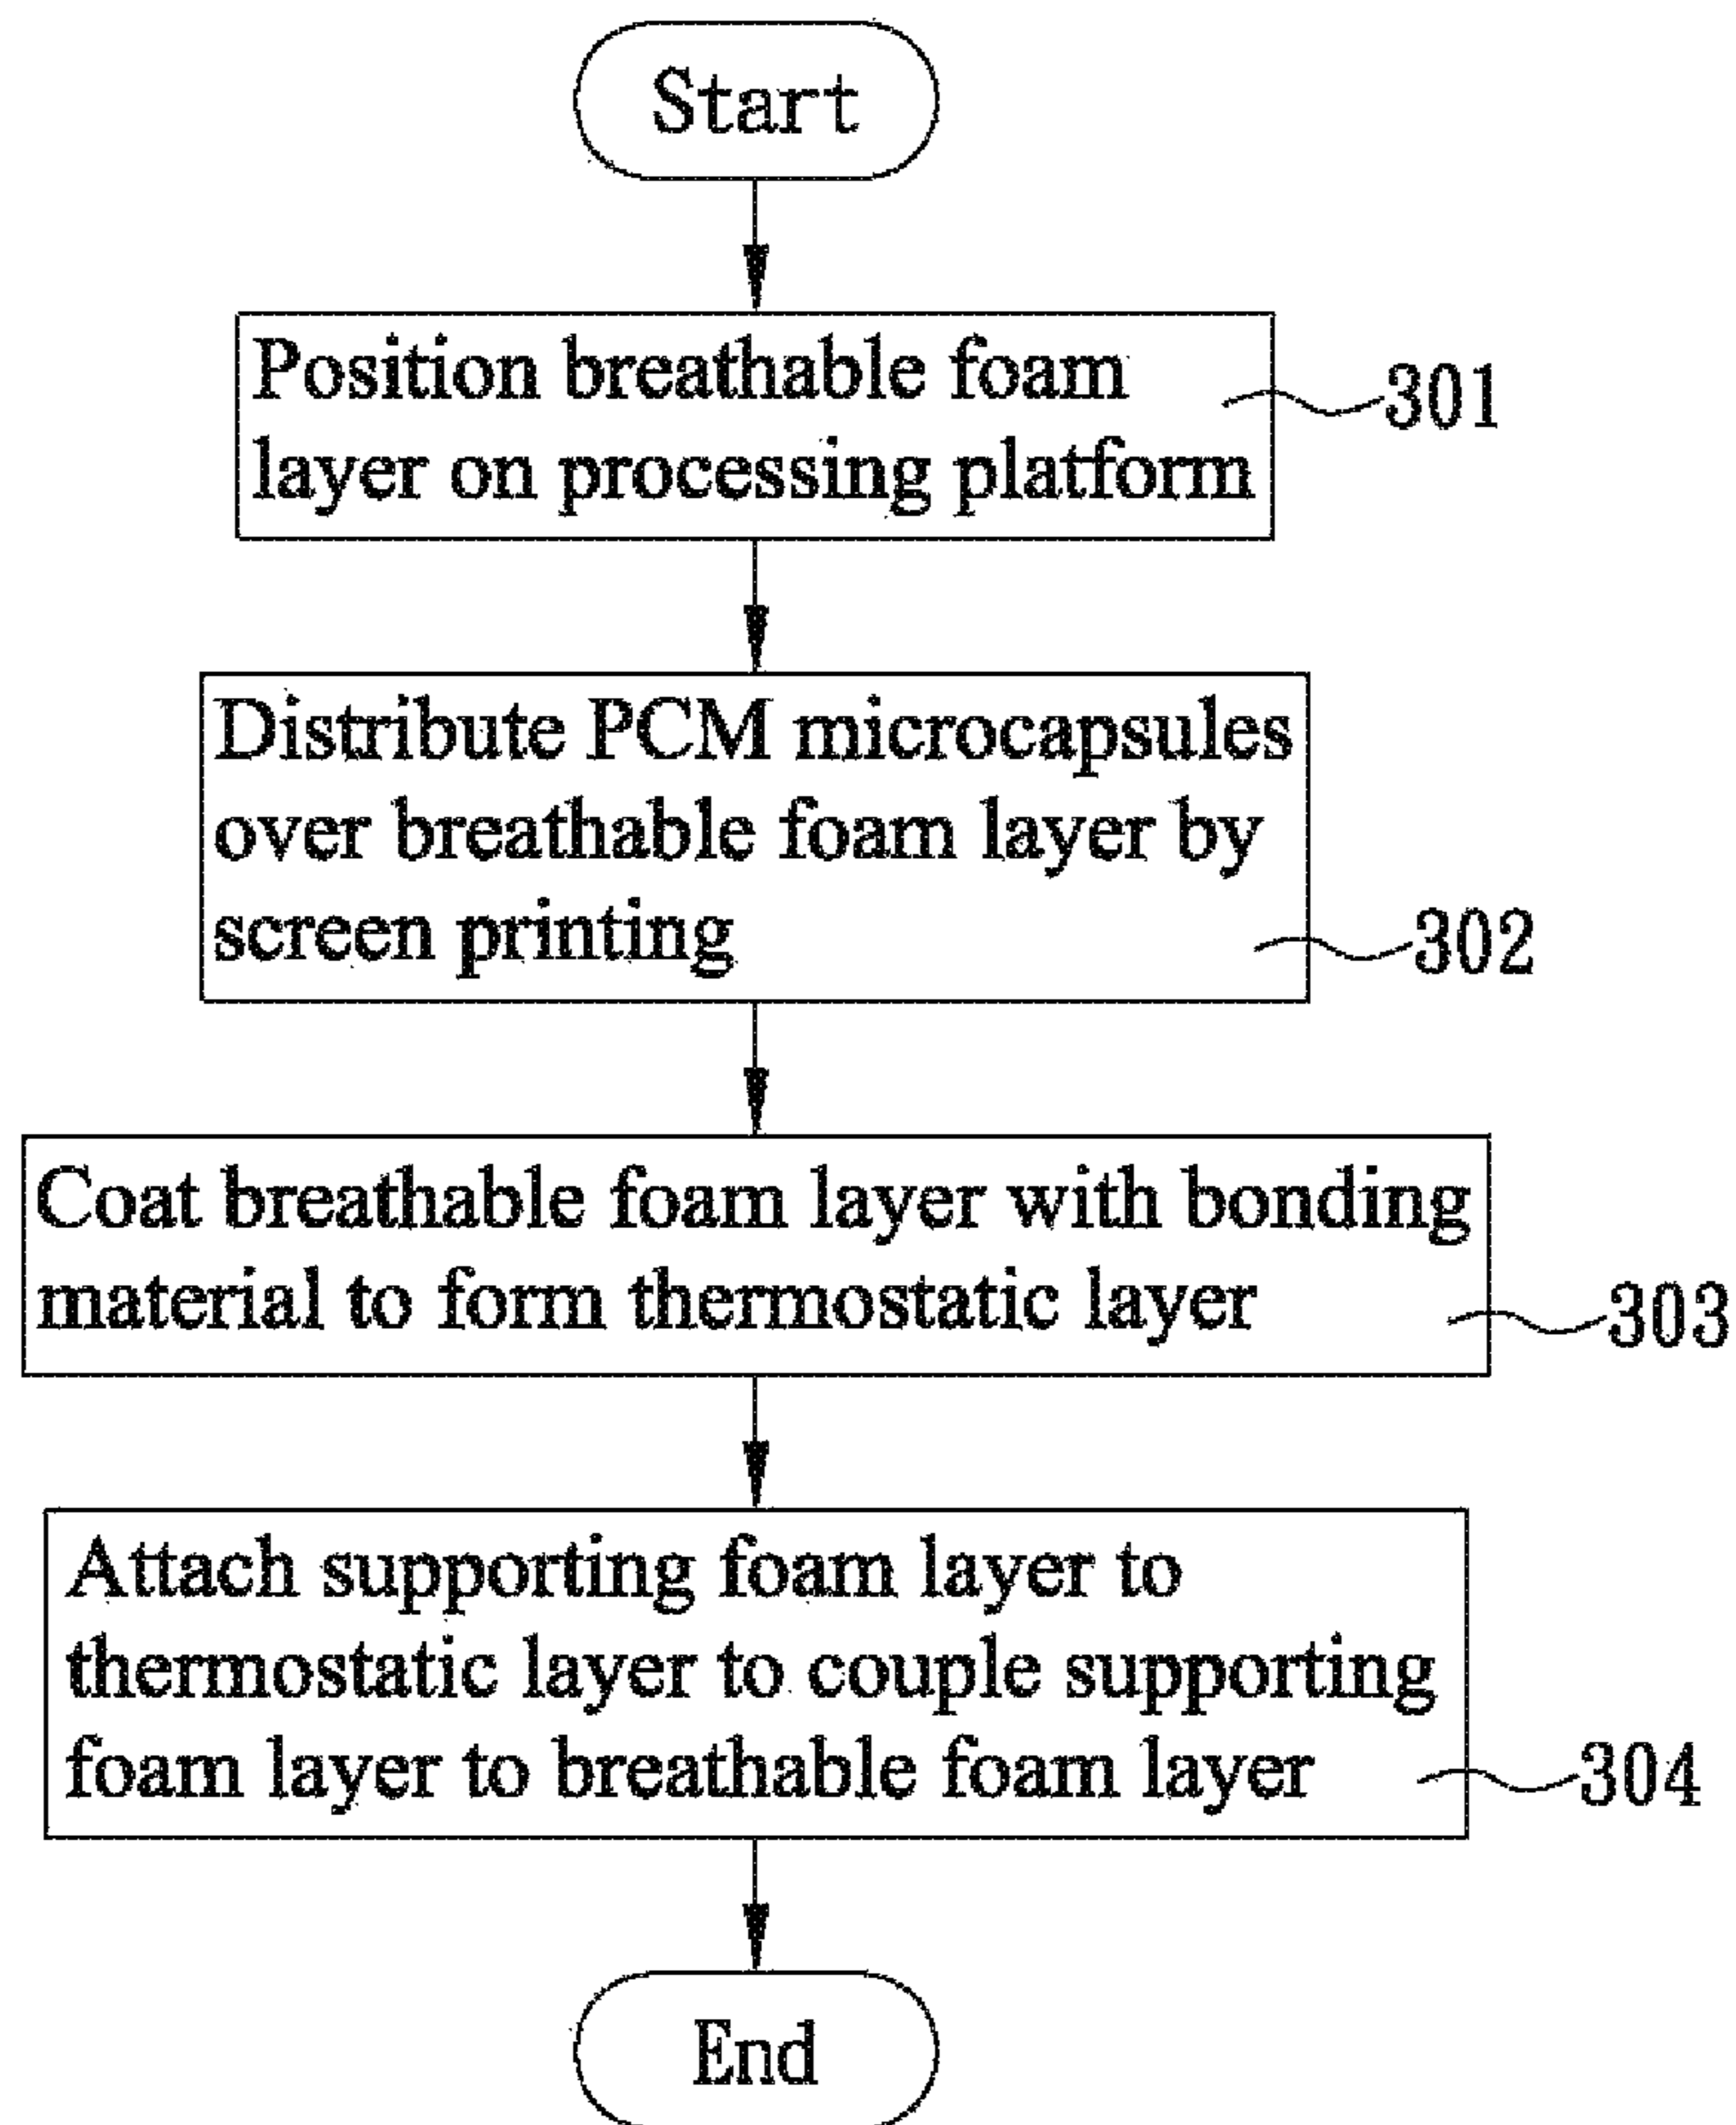 Start
Position breathable foam
layer on processing platform
301
Distribute PCM microcapsules
over breathable foam layer by
screen printing
302
Coat breathable foam layer with bonding
material to form thermostatic layer
303
Attach supporting foam layer to
thermostatic layer to couple supporting
foam layer to breathable foam layer
304
End